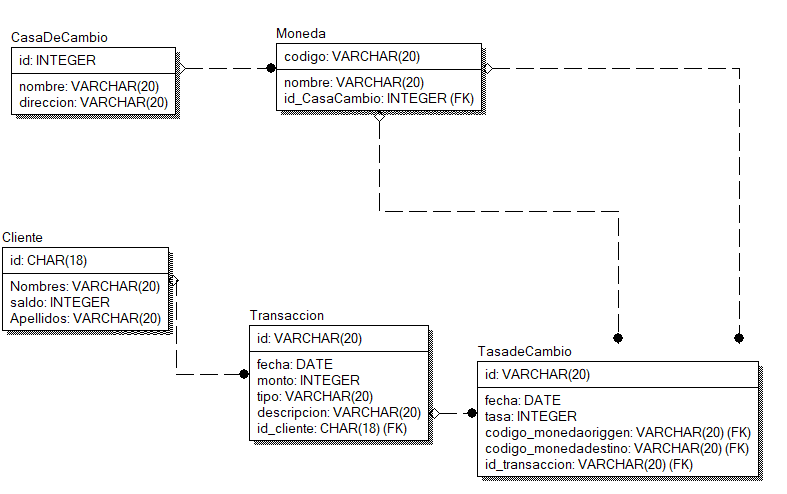 CasaDeCambio
id: INTEGER
nombre: VARCHAR(20)
direccion: VARCHAR(20)
Moneda
codigo: VARCHAR(20)
nombre: VARCHAR(20)
id_CasaCambio: INTEGER (FK)
Cliente
id: CHAR(18)
Nombres: VARCHAR(20)
saldo: INTEGER
Apellidos: VARCHAR(20)
Transaccion
id: VARCHAR(20)
fecha: DATE
monto: INTEGER
tipo: VARCHAR(20)
descripcion: VARCHAR(20)
id_cliente: CHAR(18) (FK)
TasadeCambio
id: VARCHAR(20)
fecha: DATE
tasa: INTEGER
codigo_monedaoriggen: VARCHAR(20) (FK)
codigo_monedadestino: VARCHAR(20) (FK)
id_transaccion: VARCHAR(20) (FK)